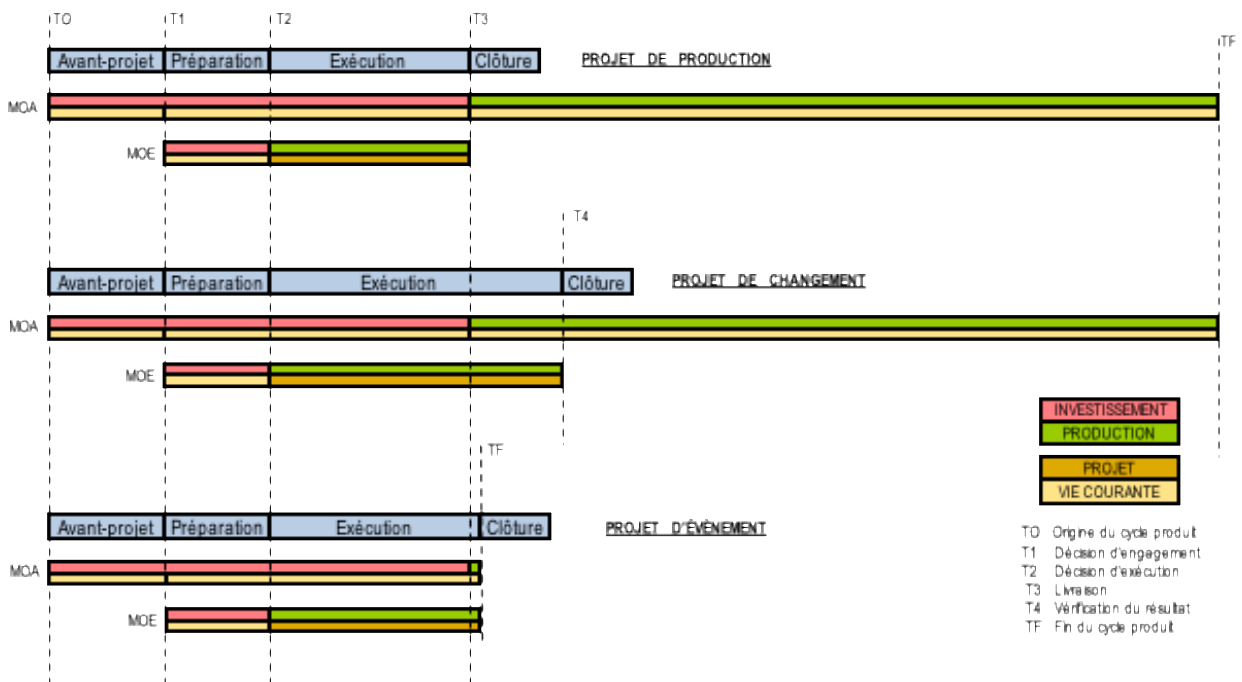 TO T1 T2 T3
TF
Avant-projet Préparation Exécution Clôture PROJET DE PRODUCTION
MOA
MOE
T4
Avant-projet Préparation Exécution Clôture PROJET DE CHANGEMENT
MOA
MOE
INVESTISSEMENT
PRODUCTION
TF
PROJET
VIE COURANTE
Avant-projet Préparation Exécution Clôture PROJET D'ÉVÈNEMENT
TO Origine du cycle produit
T1 Décision d'engagement
MOA
T2 Décision d'exécution
T3 Livraison
T4 Vérification du résultat
MOE
TF Fin du cycle produit